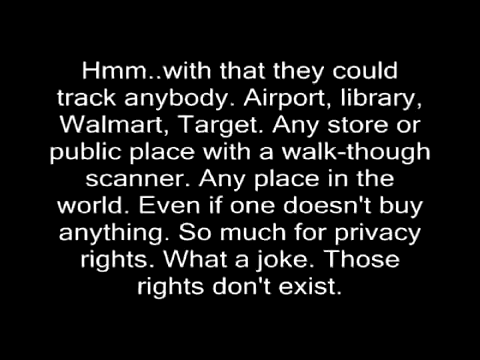 Hmm..with that they could
track anybody. Airport, library,
Walmart, Target. Any store or
public place with a walk-though
scanner. Any place in the
world. Even if one doesn't buy
anything. So much for privacy
rights. What a joke. Those
rights don't exist.